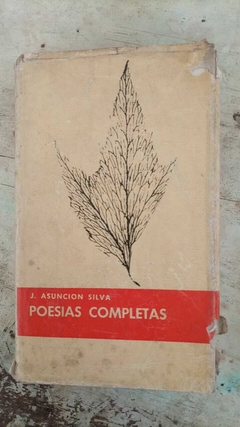 J. ASUNCION SILVA
POESIAS COMPLETAS